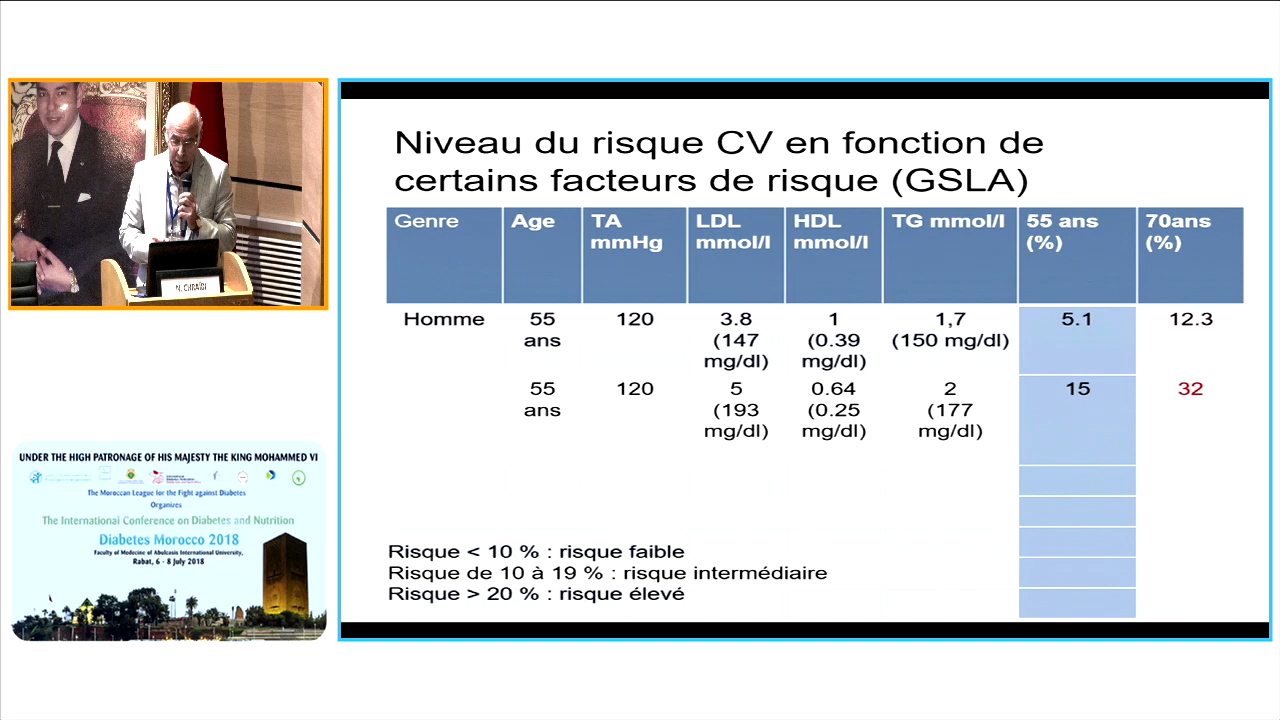 Niveau du risque CV en fonction de
certains facteurs de risque (GSLA)
Genre Age TA mmHg LDL mmol/l HDL mmol/l TG mmol/l 55 ans (%) 70ans (%)
Homme 55 ans 120 3.8 (147 mg/dl) 1 (0.39 mg/dl) 1,7 (150 mg/dl) 5.1 12.3
55 ans 120 5 (193 mg/dl) 0.64 (0.25 mg/dl) 2 (177 mg/dl) 15 32
Risque < 10 % : risque faible
Risque de 10 à 19 % : risque intermédiaire
Risque > 20 % : risque élevé
N. CHRAÏBI
UNDER THE HIGH PATRONAGE OF HIS MAJESTY THE KING MOHAMMED VI
The Moroccan League for the Fight against Diabetes
Organizes
The International Conference on Diabetes and Nutrition
Diabetes Morocco 2018
Faculty of Medecine of Abulcasis International University,
Rabat, 6 - 8 July 2018